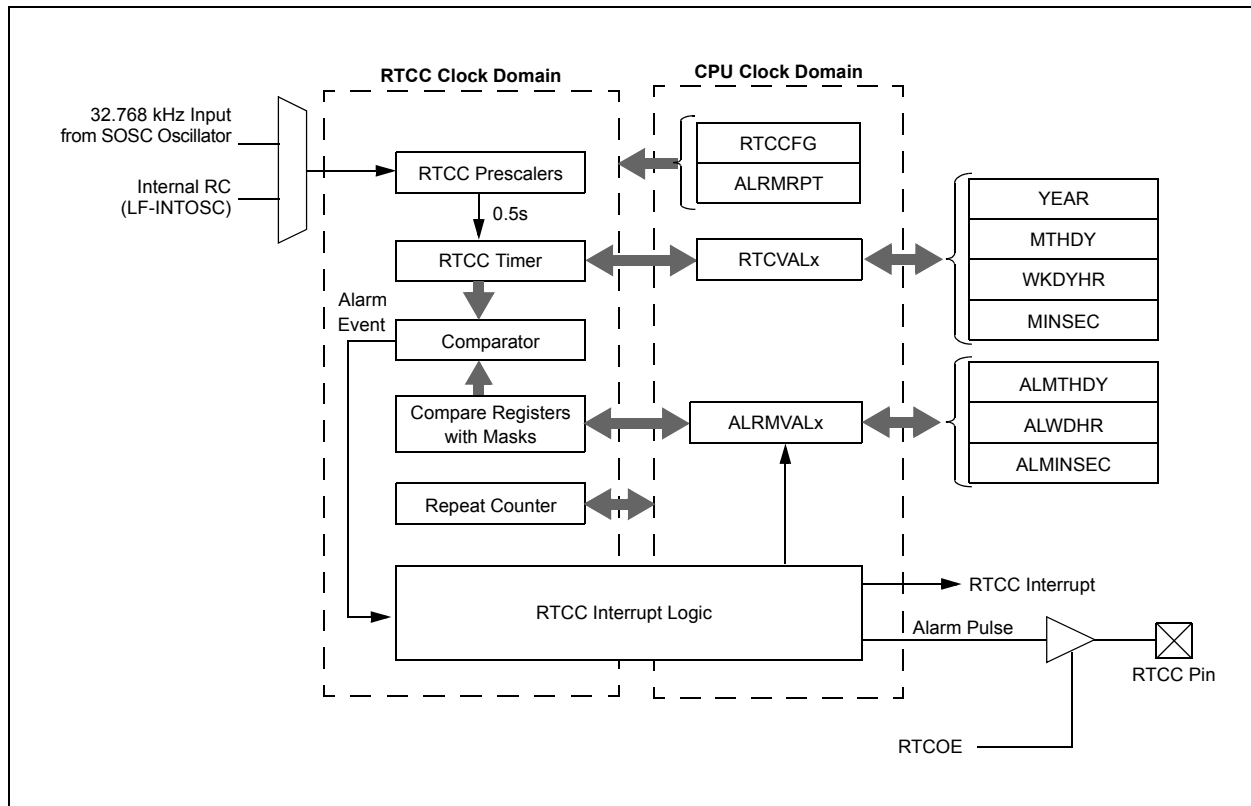 RTCC Clock Domain
CPU Clock Domain
32.768 kHz Input
from SOSC Oscillator
Internal RC
(LF-INTOSC)
RTCC Prescalers
0.5s
RTCC Timer
Alarm
Event
Comparator
Compare Registers
with Masks
Repeat Counter
RTCC Interrupt Logic
RTCCFG
ALRMRPT
RTCVALx
ALRMVALx
YEAR
MTHDY
WKDYHR
MINSEC
ALMTHDY
ALWDHR
ALMINSEC
RTCC Interrupt
Alarm Pulse
RTCC Pin
RTCOE